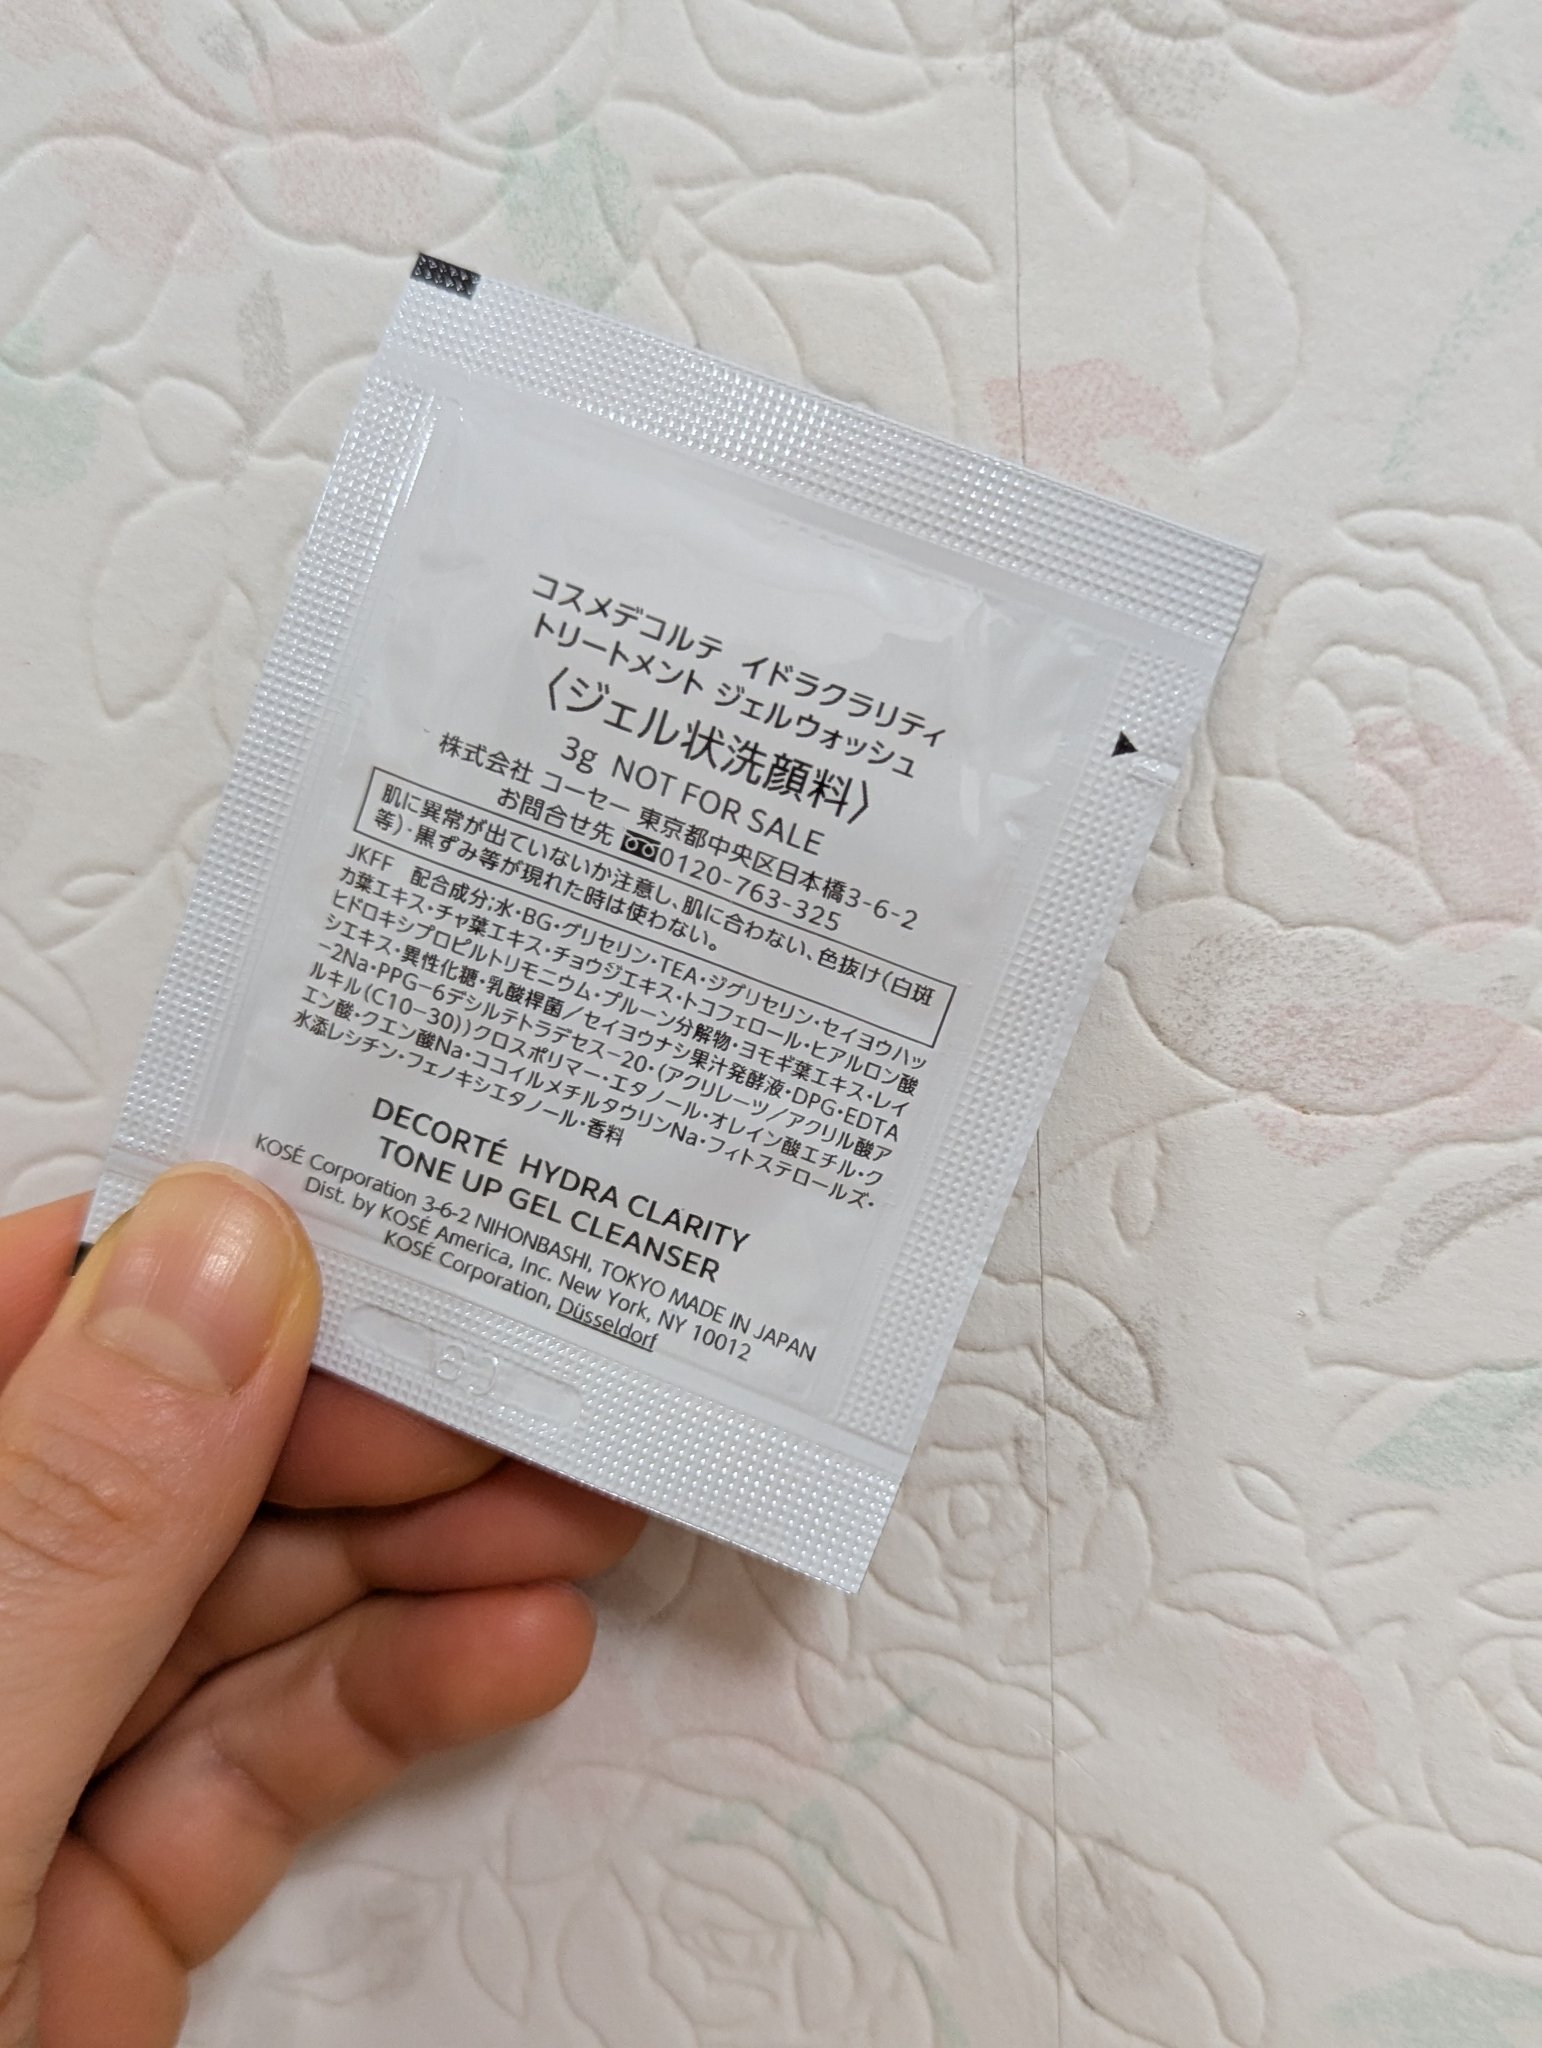 コスメデコルテ イドラクラリティ
トリートメント ジェルウォッシュ
〈ジェル状洗顔料〉
3g NOT FOR SALE
株式会社 コーセー 東京都中央区日本橋3-6-2
お問合せ先 0120-763-325
肌に異常が出ていないか注意し、肌に合わない、色抜け(白斑
等)・黒ずみ等が現れた時は使わない。
JKFF 配合成分;水・BG・グリセリン・TEA・ジグリセリン・セイヨウハッ
カ葉エキス・チャ葉エキス・チョウジエキス・トコフェロール・ヒアルロン酸
ヒドロキシプロピルトリモニウム・プルーン分解物・ヨモギ葉エキス・レイ
シエキス・異性化糖・乳酸桿菌/セイヨウナシ果汁発酵液・DPG・EDTA
-2Na・PPG-6デシルテトラデセス-20・(アクリレーツ/アクリル酸ア
ルキル(C10-30))クロスポリマー・エタノール・オレイン酸エチル・ク
エン酸・クエン酸Na・ココイルメチルタウリンNa・フィトステロールズ・
水添レシチン・フェノキシエタノール・香料
DECORTÉ HYDRA CLARITY
TONE UP GEL CLEANSER
KOSÉ Corporation 3-6-2 NIHONBASHI, TOKYO MADE IN JAPAN
Dist. by KOSÉ America, Inc. New York, NY 10012
KOSÉ Corporation, Düsseldorf